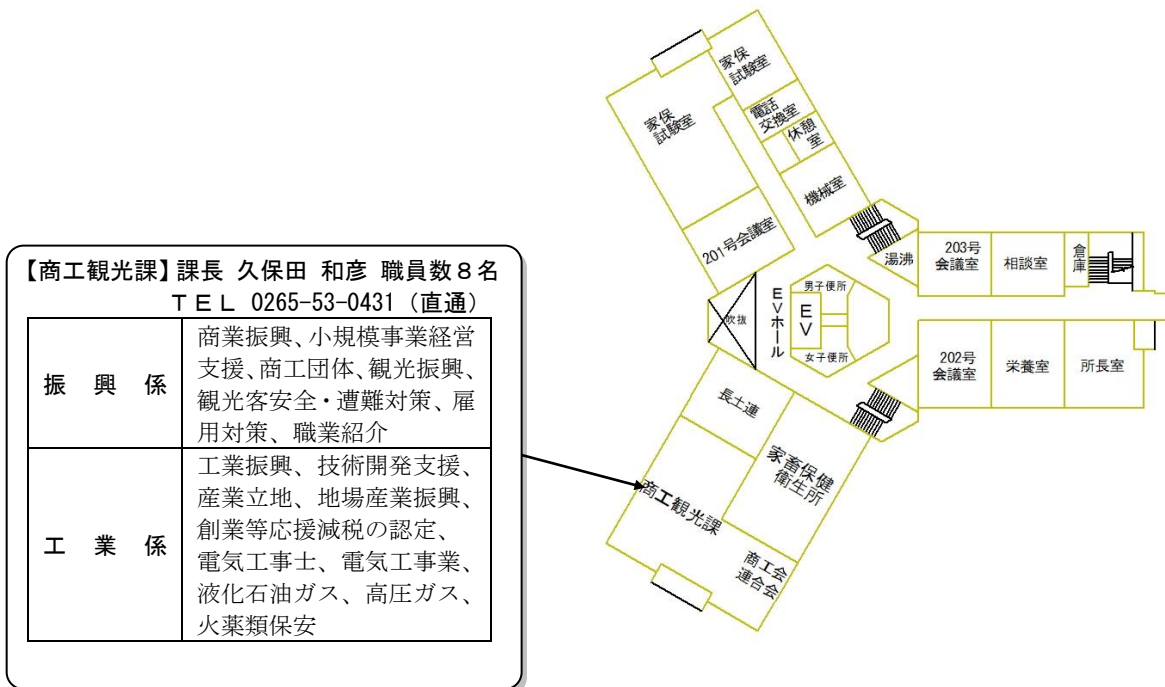 【商工観光課】課長 久保田 和彦 職員数８名
ＴＥＬ 0265-53-0431（直通）
振興係
商業振興、小規模事業経営
支援、商工団体、観光振興、
観光客安全・遭難対策、雇
用対策、職業紹介
工業係
工業振興、技術開発支援、
産業立地、地場産業振興、
創業等応援減税の認定、
電気工事士、電気工事業、
液化石油ガス、高圧ガス、
火薬類保安
家保
試験室
電話
交換室
休憩
室
家保
試験室
機械室
201号会議室
湯沸
203号
会議室
相談室
倉庫
吹抜
EVホール
男子便所
EV
女子便所
202号
会議室
栄養室
所長室
長土連
家畜保健
衛生所
商工観光課
商工会
連合会